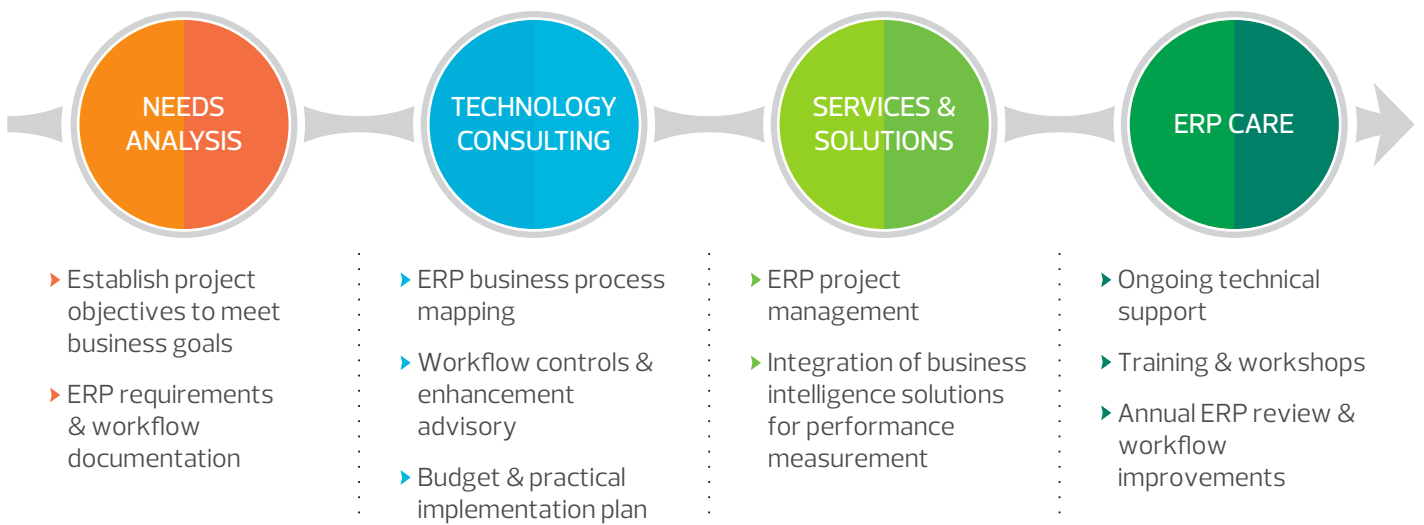 NEEDS
ANALYSIS
TECHNOLOGY
CONSULTING
SERVICES &
SOLUTIONS
ERP CARE
Establish project
objectives to meet
business goals
ERP requirements
& workflow
documentation
ERP business process
mapping
Workflow controls &
enhancement
advisory
Budget & practical
implementation plan
ERP project
management
Integration of business
intelligence solutions
for performance
measurement
Ongoing technical
support
Training & workshops
Annual ERP review &
workflow
improvements